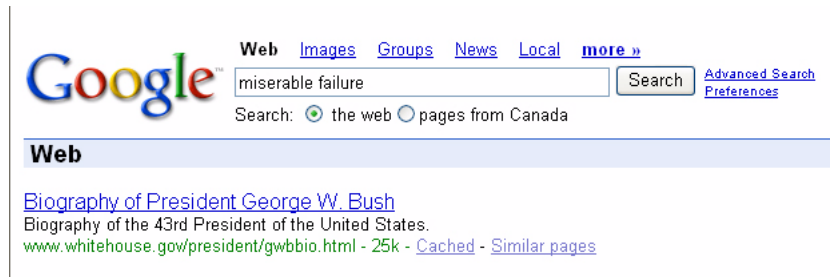 Google™
Web Images Groups News Local more »
miserable failure Search Advanced Search
Preferences
Search: the web pages from Canada
Web
Biography of President George W. Bush
Biography of the 43rd President of the United States.
www.whitehouse.gov/president/gwbbio.html - 25k - Cached - Similar pages